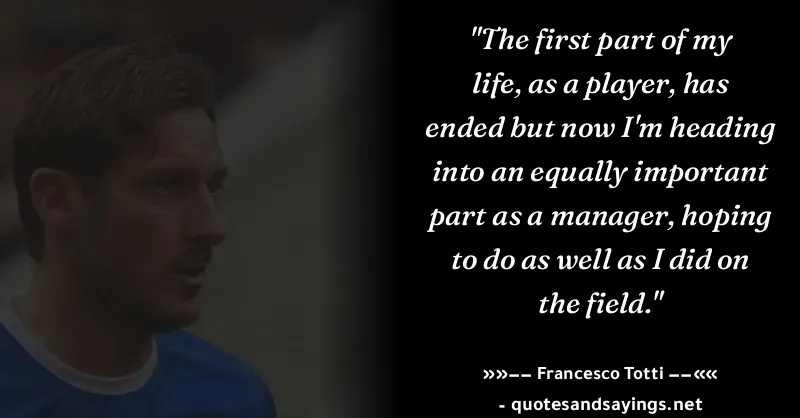 "The first part of my
life, as a player, has
ended but now I'm heading
into an equally important
part as a manager, hoping
to do as well as I did on
the field."
»»−− Francesco Totti −−««
- quotesandsayings.net